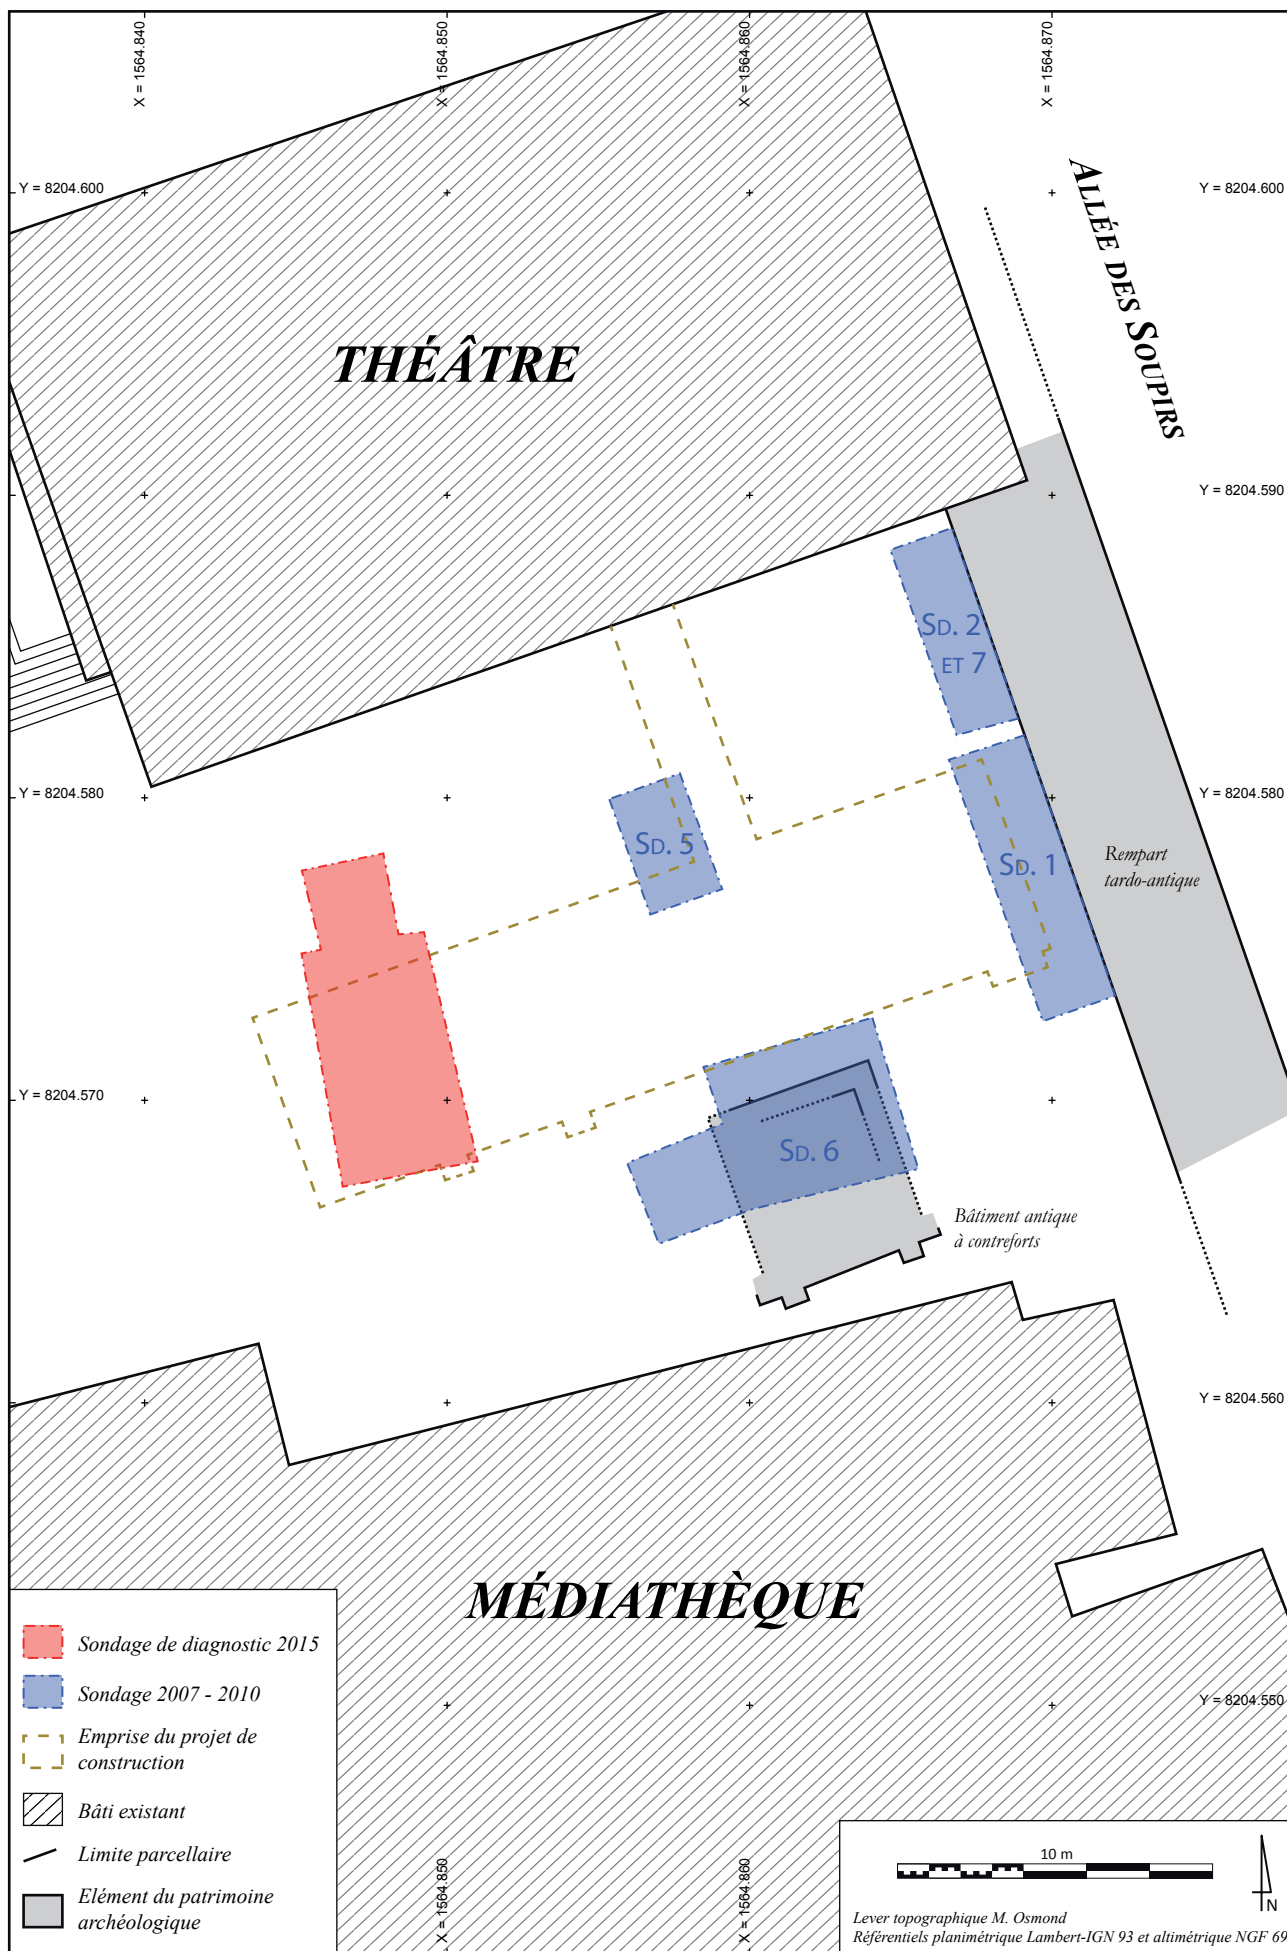 X = 1564.840
X = 1564.850
X = 1564.860
X = 1564.870
Y = 8204.600
Y = 8204.600
ALLÉE DES SOUPIRS
THÉÂTRE
Y = 8204.590
SD. 2
ET 7
Y = 8204.580
Y = 8204.580
SD. 5
SD. 1
Rempart
tardo-antique
Y = 8204.570
SD. 6
Bâtiment antique
à contreforts
Y = 8204.560
MÉDIATHÈQUE
Y = 8204.550
Sondage de diagnostic 2015
Sondage 2007 - 2010
Emprise du projet de
construction
Bâti existant
Limite parcellaire
Elément du patrimoine
archéologique
X = 1564.850
X = 1564.860
10 m
N
Lever topographique M. Osmond
Référentiels planimétrique Lambert-IGN 93 et altimétrique NGF 69